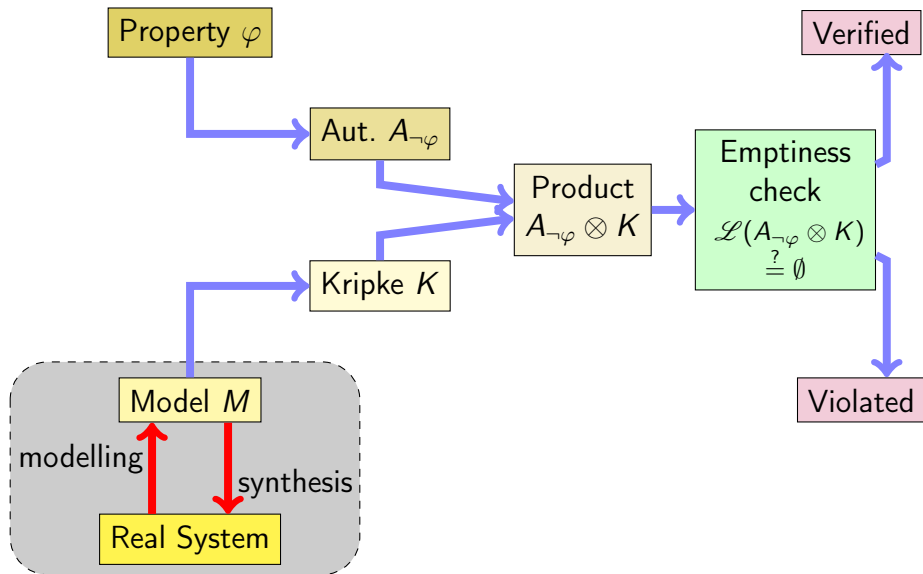 Property φ
Verified
Aut. A¬φ
Emptiness
check
ℒ(A¬φ ⊗ K)
≟ ∅
Product
A¬φ ⊗ K
Kripke K
Model M
Violated
modelling
synthesis
Real System